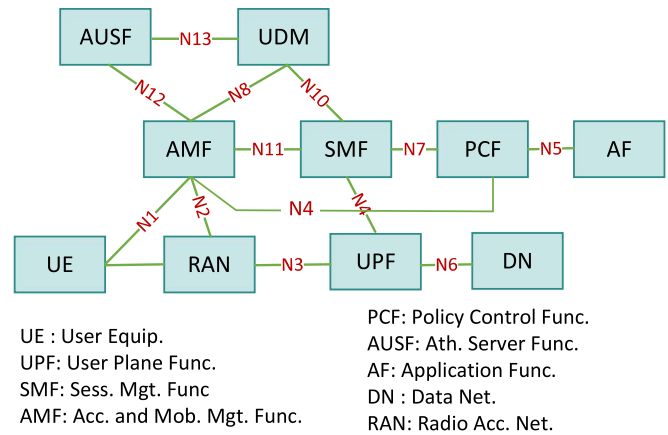 AUSF N13 UDM
N12 N8 N10
AMF N11 SMF N7 PCF N5 AF
N1 N2 N4 N4
UE RAN N3 UPF N6 DN
UE : User Equip.
UPF: User Plane Func.
SMF: Sess. Mgt. Func
AMF: Acc. and Mob. Mgt. Func.
PCF: Policy Control Func.
AUSF: Ath. Server Func.
AF: Application Func.
DN : Data Net.
RAN: Radio Acc. Net.